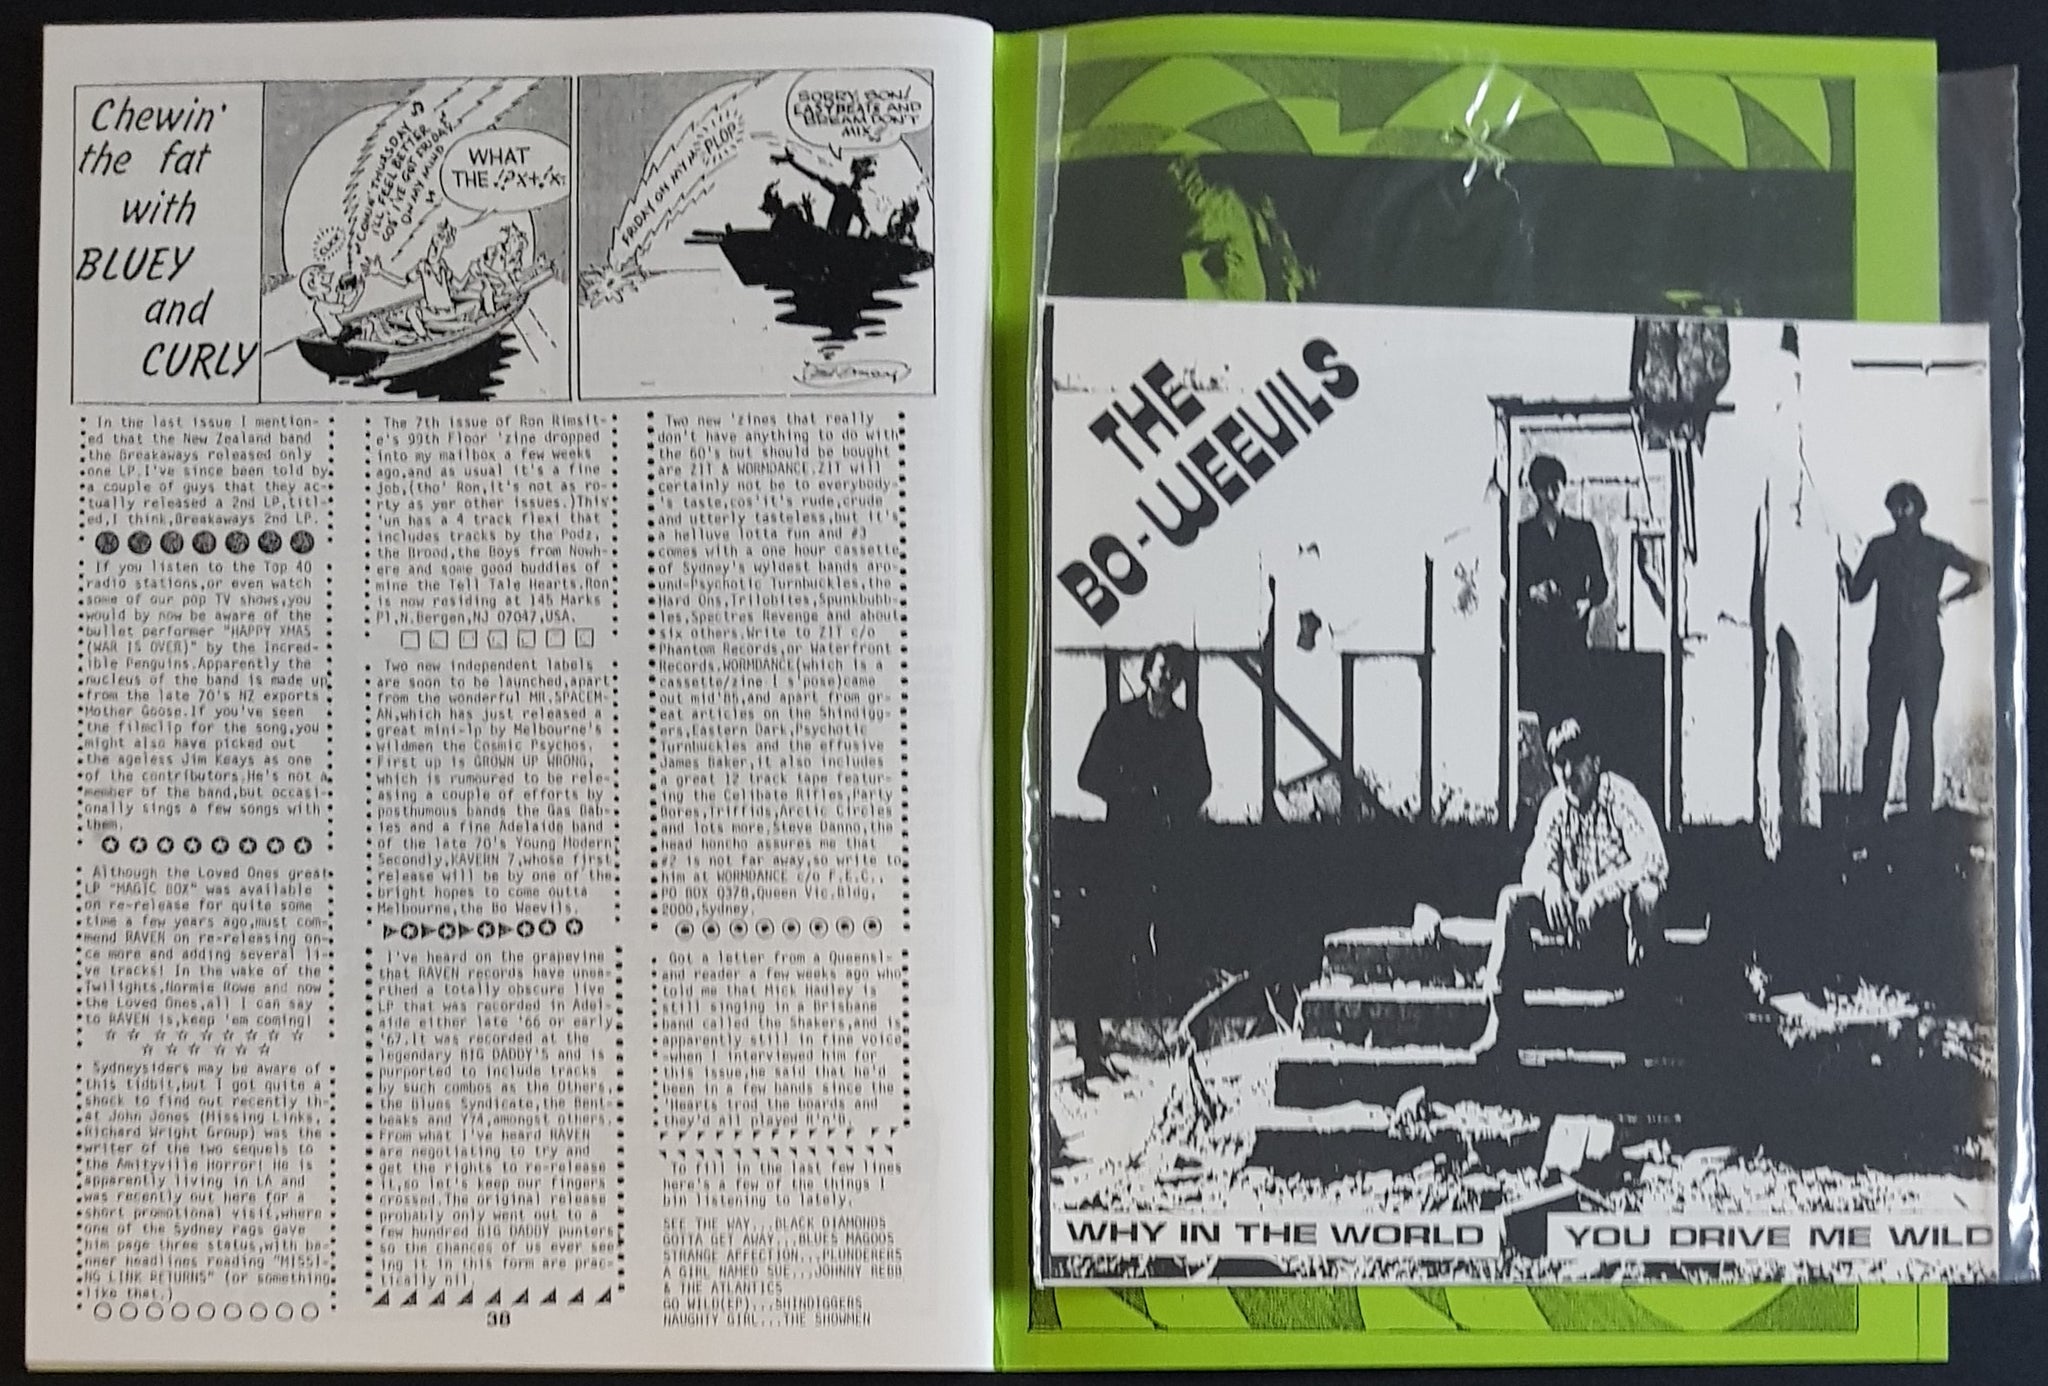 Chewin'
the fat
with
BLUEY
and
CURLY
CLICK!
♫ COMIN' THUSDAY ♫
I'LL FEEL BETTER
COS' I'VE GOT FRIDAY
ON MY MIND
WHAT
THE !?X+!X:
FRIDAY ON MY M-PLOP
SORRY, SON!
EASYBEATS AND
BREAM DON'T
MIX.
In the last issue I mention-
ed that the New Zealand band
the Breakaways released only
one LP.I've since been told by
a couple of guys that they ac-
tually released a 2nd LP,titl-
ed,I think,Breakaways 2nd LP.
If you listen to the Top 40
radio stations,or even watch
some of our pop TV shows,you
would by now be aware of the
bullet performer "HAPPY XMAS
(WAR IS OVER)" by the Incred-
ible Penguins.Apparently the
nucleus of the band is made up
from the late 70's NZ exports
Mother Goose.If you've seen
the filmclip for the song,you
might also have picked out
the ageless Jim Keays as one
of the contributors.He's not a
member of the band,but occasi-
onally sings a few songs with
them.
Although the Loved Ones great
LP "MAGIC BOX" was available
on re-release for quite some
time a few years ago,must com-
mend RAVEN on re-releasing on-
ce more and adding several li-
ve tracks! In the wake of the
Twilights,Normie Rowe and now
the Loved Ones,all I can say
to RAVEN is,keep 'em coming!
Sydneysiders may be aware of
this tidbit,but I got quite a
shock to find out recently th-
at John Jones (Missing Links,
Richard Wright Group) was the
writer of the two sequels to
the Amityville Horror! He is
apparently living in LA and
was recently out here for a
short promotional visit,where
one of the Sydney rags gave
him page three status,with ba-
nner headlines reading "MISSI-
NG LINK RETURNS" (or something
like that.)
The 7th issue of Ron Rimsit-
e's 99th Floor 'zine dropped
into my mailbox a few weeks
ago,and as usual it's a fine
job,(tho' Ron,it's not as ro-
rty as yer other issues.)This
'un has a 4 track flexi that
includes tracks by the Podz,
the Brood,the Boys from Nowh-
ere and some good buddies of
mine the Tell Tale Hearts.Ron
is now residing at 145 Marks
Pl,N.Bergen,NJ 07047,USA.
Two new independent labels
are soon to be launched,apart
from the wonderful MR.SPACEM-
AN,which has just released a
great mini-lp by Melbourne's
wildmen the Cosmic Psychos.
First up is GROWN UP WRONG,
which is rumoured to be rele-
asing a couple of efforts by
posthumous bands the Gas Bab-
ies and a fine Adelaide band
of the late 70's Young Modern
Secondly,KAVERN 7,whose first
release will be by one of the
bright hopes to come outta
Melbourne,the Bo Weevils.
I've heard on the grapevine
that RAVEN records have unea-
rthed a totally obscure live
LP that was recorded in Adel-
aide either late '66 or early
'67.It was recorded at the
legendary BIG DADDY'S and is
purported to include tracks
by such combos as the Others,
the Blues Syndicate,the Bent-
beaks and Y74,amongst others.
From what I've heard RAVEN
are negotiating to try and
get the rights to re-release
it,so let's keep our fingers
crossed.The original release
probably only went out to a
few hundred BIG DADDY punters
so the chances of us ever see
ing it in this form are prac-
tically nil.
38
Two new 'zines that really
don't have anything to do with
the 60's but should be bought
are ZIT & WORMDANCE.ZIT will
certainly not be to everybody-
's taste,cos'it's rude,crude
and utterly tasteless,but it's
a helluve lotta fun and #3
comes with a one hour cassette
of Sydney's wyldest bands aro-
und-Psychotic Turnbuckles,the
Hard Ons,Trilobites,Spunkbubb-
les,Spectres Revenge and about
six others.Write to ZIT c/o
Phantom Records,or Waterfront
Records.WORMDANCE(which is a
cassette/zine I s'pose)came
out mid'85,and apart from gr-
eat articles on the Shindigg-
ers,Eastern Dark,Psychotic
Turnbuckles and the effusive
James Baker,it also includes
a great 12 track tape featur-
ing the Celibate Rifles,Party
Bores,Triffids,Arctic Circles
and lots more.Steve Danno,the
head honcho assures me that
#2 is not far away,so write to
him at WORMDANCE c/o F.E.C.,
PO BOX Q378,Queen Vic.Bldg,
2000,Sydney.
Got a letter from a Queensl-
and reader a few weeks ago who
told me that Mick Hadley is
still singing in a Brisbane
band called the Shakers,and is
apparently still in fine voice
-when I interviewed him for
this issue,he said that he'd
been in a few bands since the
'Hearts trod the boards and
they'd all played R'n'B.
To fill in the last few lines
here's a few of the things I
bin listening to lately.
SEE THE WAY...BLACK DIAMONDS
GOTTA GET AWAY...BLUES MAGOOS
STRANGE AFFECTION...PLUNDERERS
A GIRL NAMED SUE...JOHNNY REBB
& THE ATLANTICS
GO WILD(EP)...SHINDIGGERS
NAUGHTY GIRL...THE SHOWMEN
THE
BO-WEEVILS
WHY IN THE WORLD
YOU DRIVE ME WILD